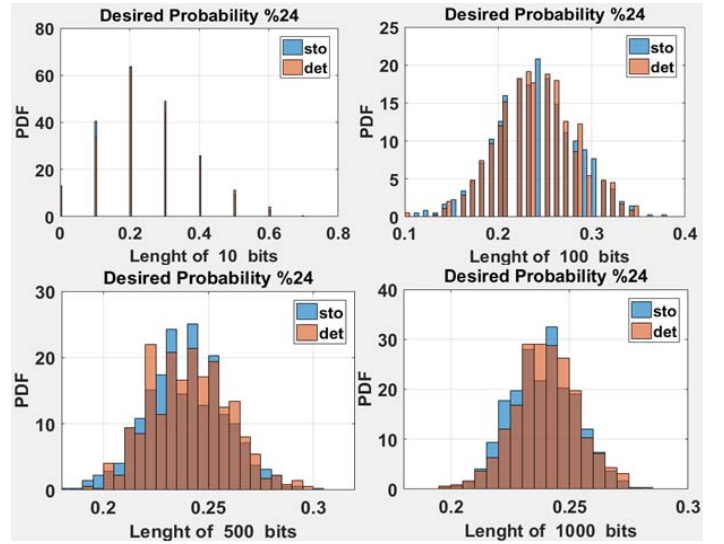 Desired Probability %24
80
60
40
20
0
PDF
sto
det
0
0.2
0.4
0.6
0.8
Lenght of 10 bits
Desired Probability %24
25
20
15
10
5
0
PDF
sto
det
0.1
0.2
0.3
0.4
Lenght of 100 bits
Desired Probability %24
30
20
10
0
PDF
sto
det
0.2
0.25
0.3
Lenght of 500 bits
Desired Probability %24
40
30
20
10
0
PDF
sto
det
0.2
0.25
0.3
Lenght of 1000 bits